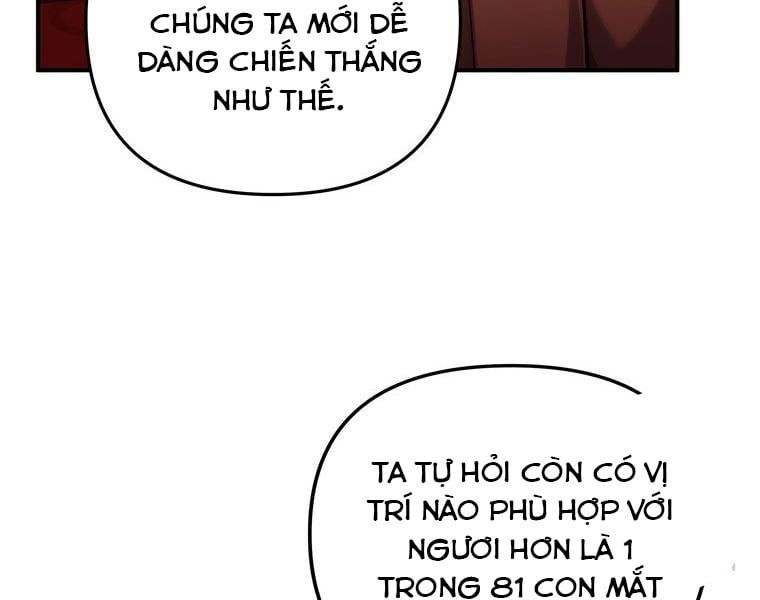 CHÚNG TA MỚI DỄ
DÀNG CHIẾN THẮNG
NHƯ THẾ.
TA TỰ HỎI CÒN CÓ VỊ
TRÍ NÀO PHÙ HỢP VỚI
NGƯƠI HƠN LÀ 1
TRONG 81 CON MẮT